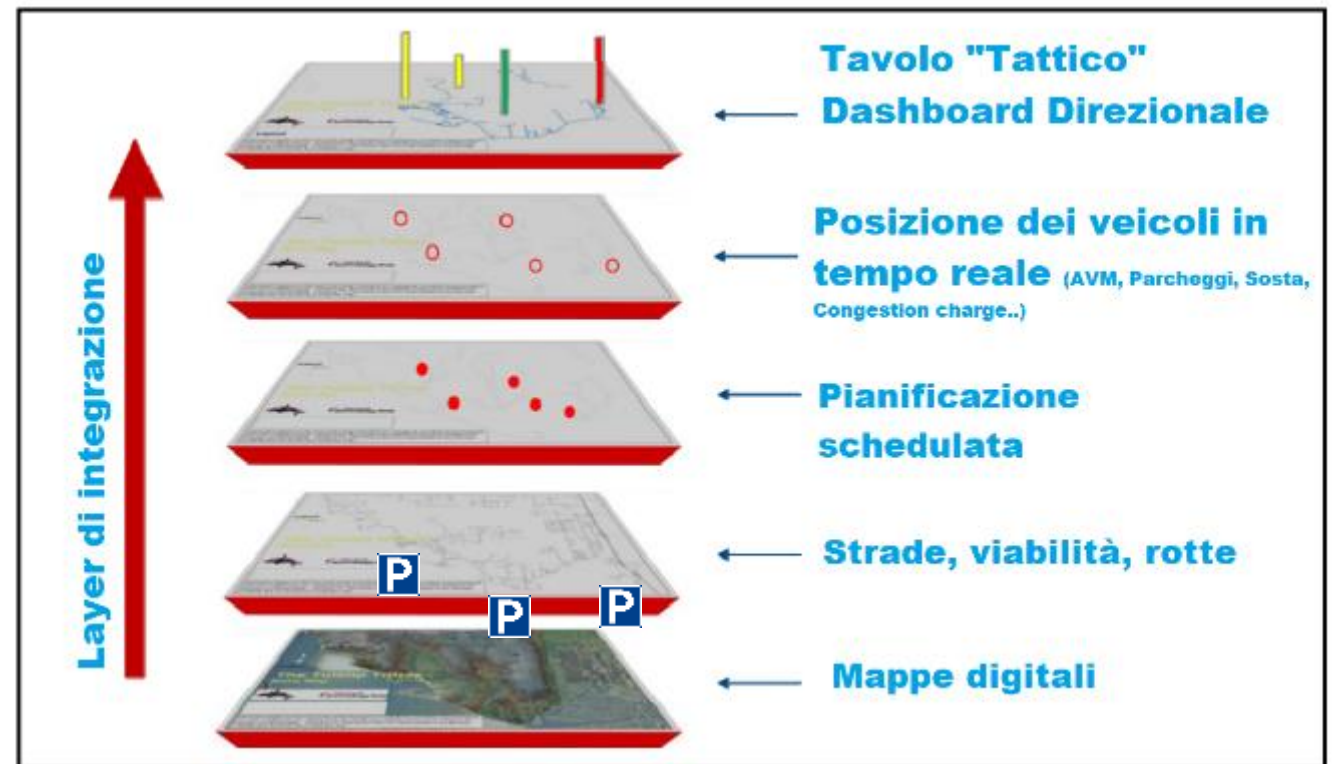 Tavolo "Tattico"
Dashboard Direzionale
Posizione dei veicoli in
tempo reale (AVM, Parcheggi, Sosta,
Congestion charge..)
Pianificazione
schedulata
Strade, viabilità, rotte
Mappe digitali
Layer di integrazione
P
P
P